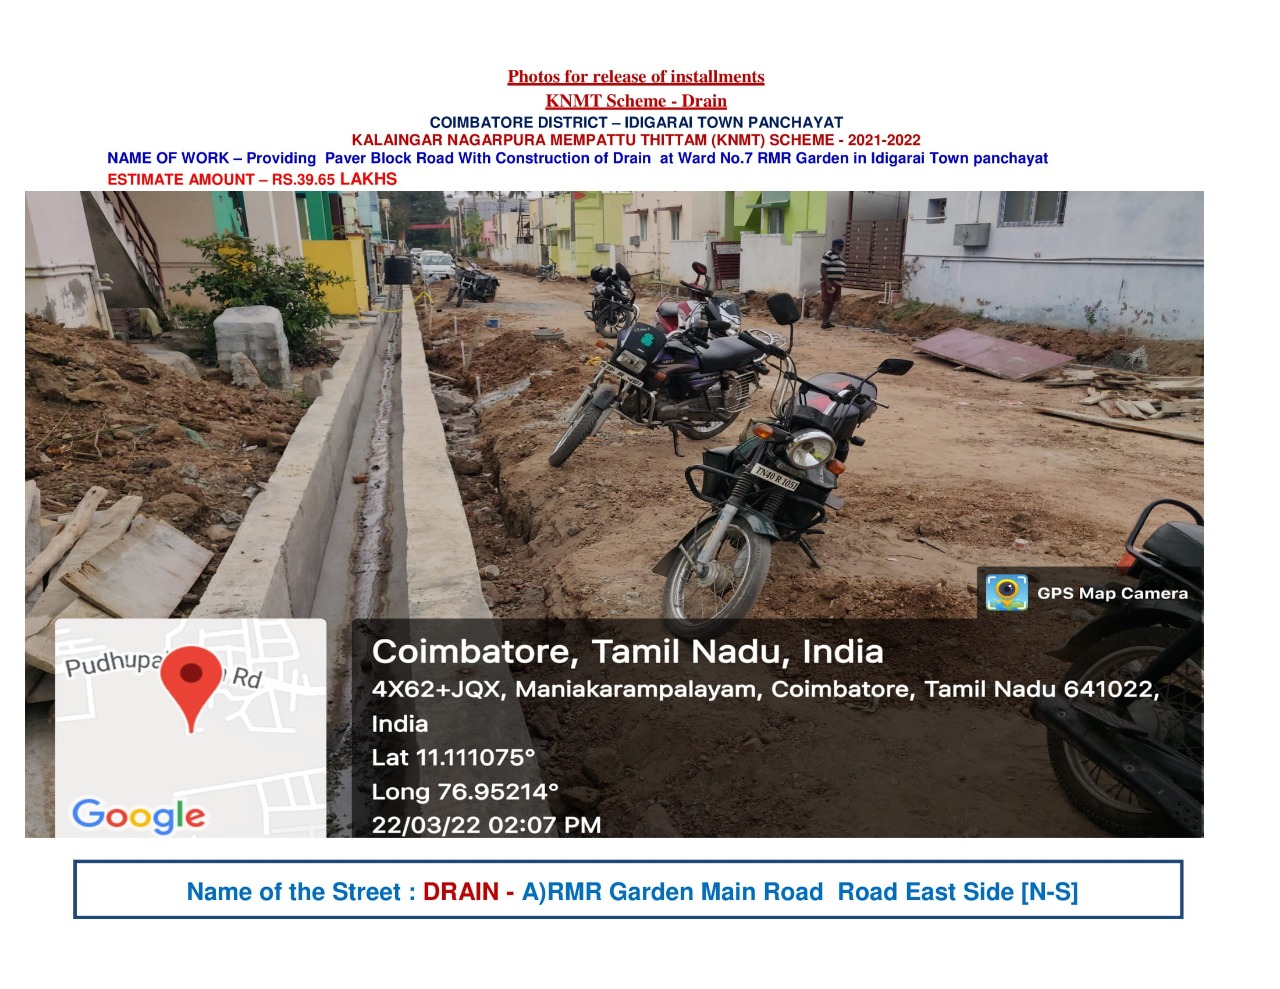 Photos for release of installments
KNMT Scheme - Drain
COIMBATORE DISTRICT – IDIGARAI TOWN PANCHAYAT
KALAINGAR NAGARPURA MEMPATTU THITTAM (KNMT) SCHEME - 2021-2022
NAME OF WORK – Providing Paver Block Road With Construction of Drain at Ward No.7 RMR Garden in Idigarai Town panchayat
ESTIMATE AMOUNT – RS.39.65 LAKHS
TN40 R 1051
GPS Map Camera
Rd
Google
Coimbatore, Tamil Nadu, India
4X62+JQX, Maniakarampalayam, Coimbatore, Tamil Nadu 641022,
India
Lat 11.111075°
Long 76.95214°
22/03/22 02:07 PM
Name of the Street : DRAIN - A)RMR Garden Main Road Road East Side [N-S]